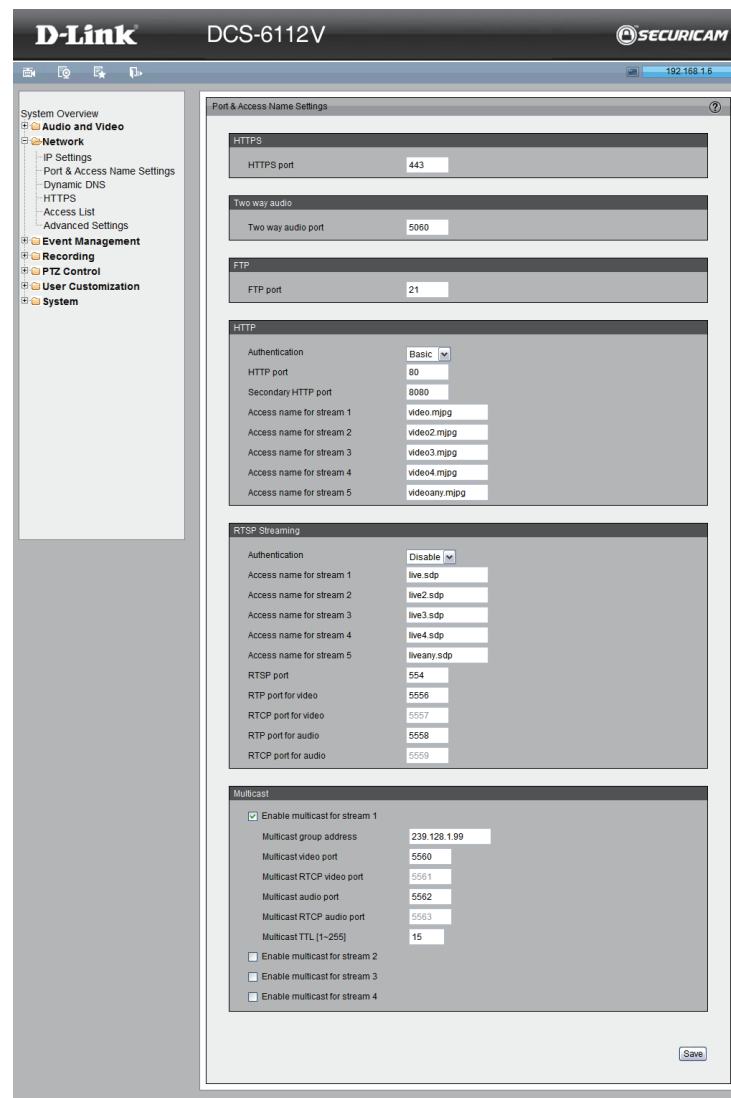 D-Link DCS-6112V SECURICAM
192.168.1.6
System Overview
Audio and Video
Network
IP Settings
Port & Access Name Settings
Dynamic DNS
HTTPS
Access List
Advanced Settings
Event Management
Recording
PTZ Control
User Customization
System
Port & Access Name Settings ?
HTTPS
HTTPS port 443
Two way audio
Two way audio port 5060
FTP
FTP port 21
HTTP
Authentication Basic
HTTP port 80
Secondary HTTP port 8080
Access name for stream 1 video.mjpg
Access name for stream 2 video2.mjpg
Access name for stream 3 video3.mjpg
Access name for stream 4 video4.mjpg
Access name for stream 5 videoany.mjpg
RTSP Streaming
Authentication Disable
Access name for stream 1 live.sdp
Access name for stream 2 live2.sdp
Access name for stream 3 live3.sdp
Access name for stream 4 live4.sdp
Access name for stream 5 liveany.sdp
RTSP port 554
RTP port for video 5556
RTCP port for video 5557
RTP port for audio 5558
RTCP port for audio 5559
Multicast
Enable multicast for stream 1
Multicast group address 239.128.1.99
Multicast video port 5560
Multicast RTCP video port 5561
Multicast audio port 5562
Multicast RTCP audio port 5563
Multicast TTL [1~255] 15
Enable multicast for stream 2
Enable multicast for stream 3
Enable multicast for stream 4
Save